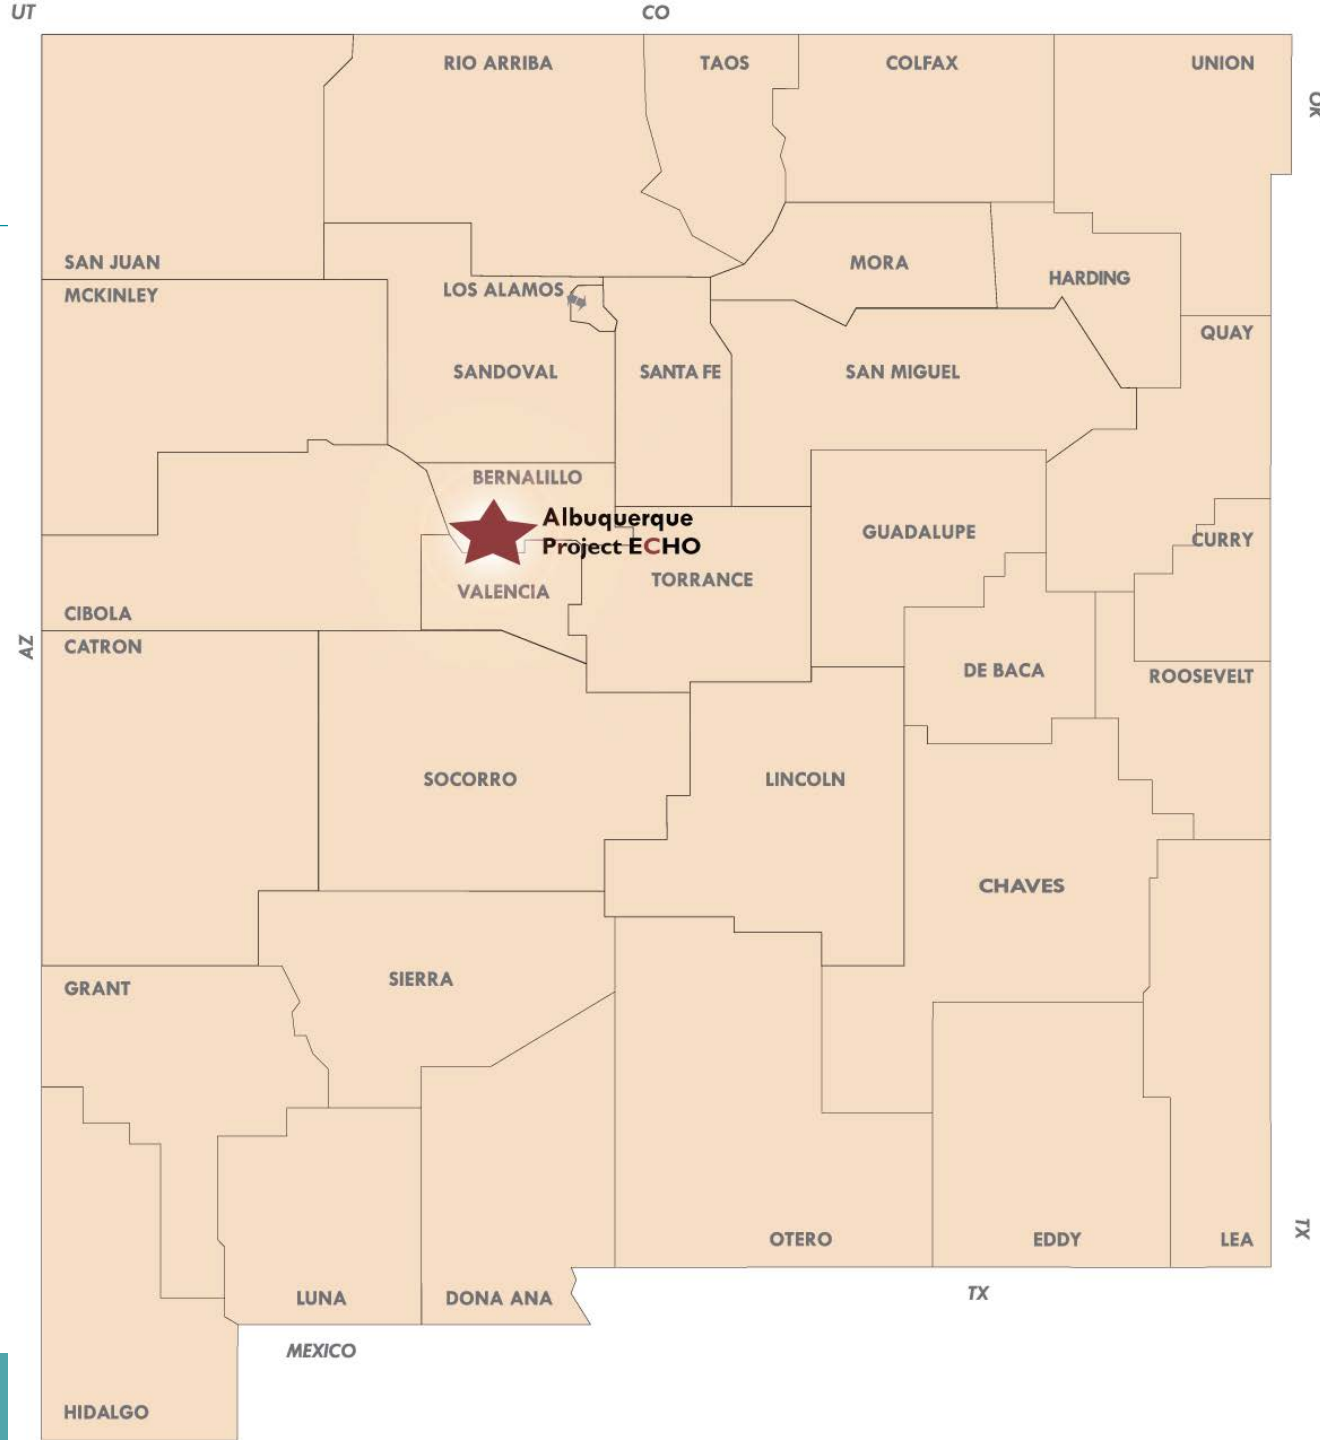 UT
CO
RIO ARRIBA
TAOS
COLFAX
UNION
OK
SAN JUAN
MORA
HARDING
MCKINLEY
LOS ALAMOS
QUAY
SANDOVAL
SANTA FE
SAN MIGUEL
BERNALILLO
Albuquerque
Project ECHO
GUADALUPE
CURRY
TORRANCE
VALENCIA
CIBOLA
AZ
CATRON
DE BACA
ROOSEVELT
SOCORRO
LINCOLN
CHAVES
SIERRA
GRANT
OTERO
EDDY
LEA
TX
TX
LUNA
DONA ANA
MEXICO
HIDALGO